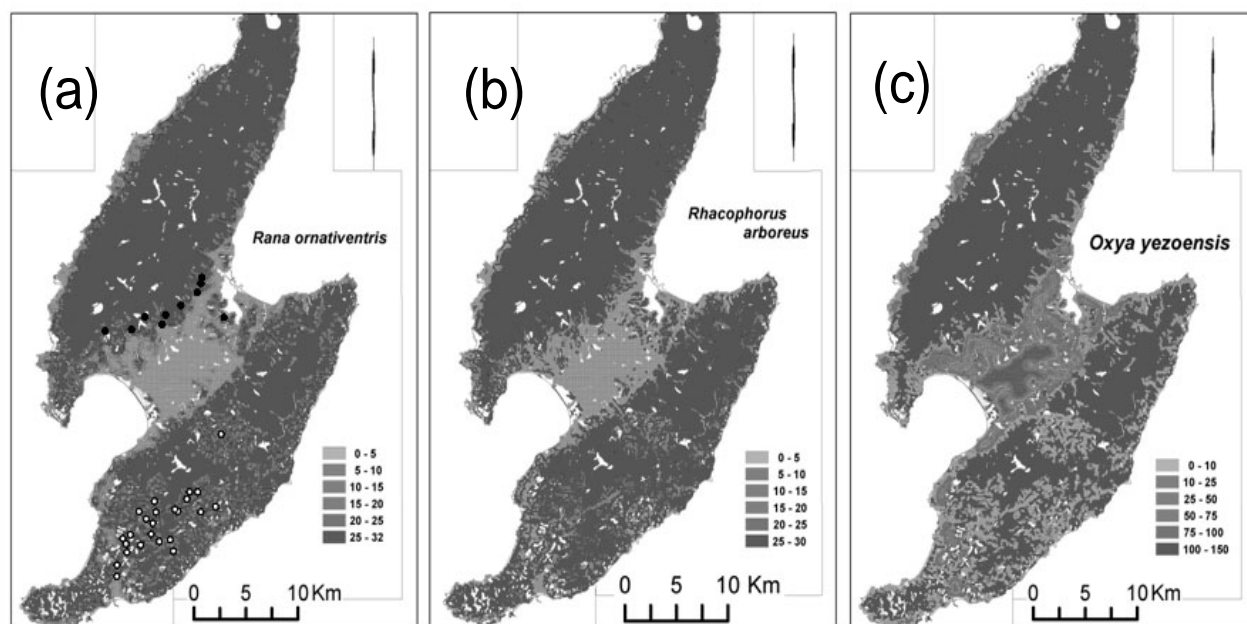 (a)
Rana ornativentris
0 - 5
5 - 10
10 - 15
15 - 20
20 - 25
25 - 32
0 5 10 Km
(b)
Rhacophorus
arboreus
0 - 5
5 - 10
10 - 15
15 - 20
20 - 25
25 - 30
0 5 10 Km
(c)
Oxya yezoensis
0 - 10
10 - 25
25 - 50
50 - 75
75 - 100
100 - 150
0 5 10 Km